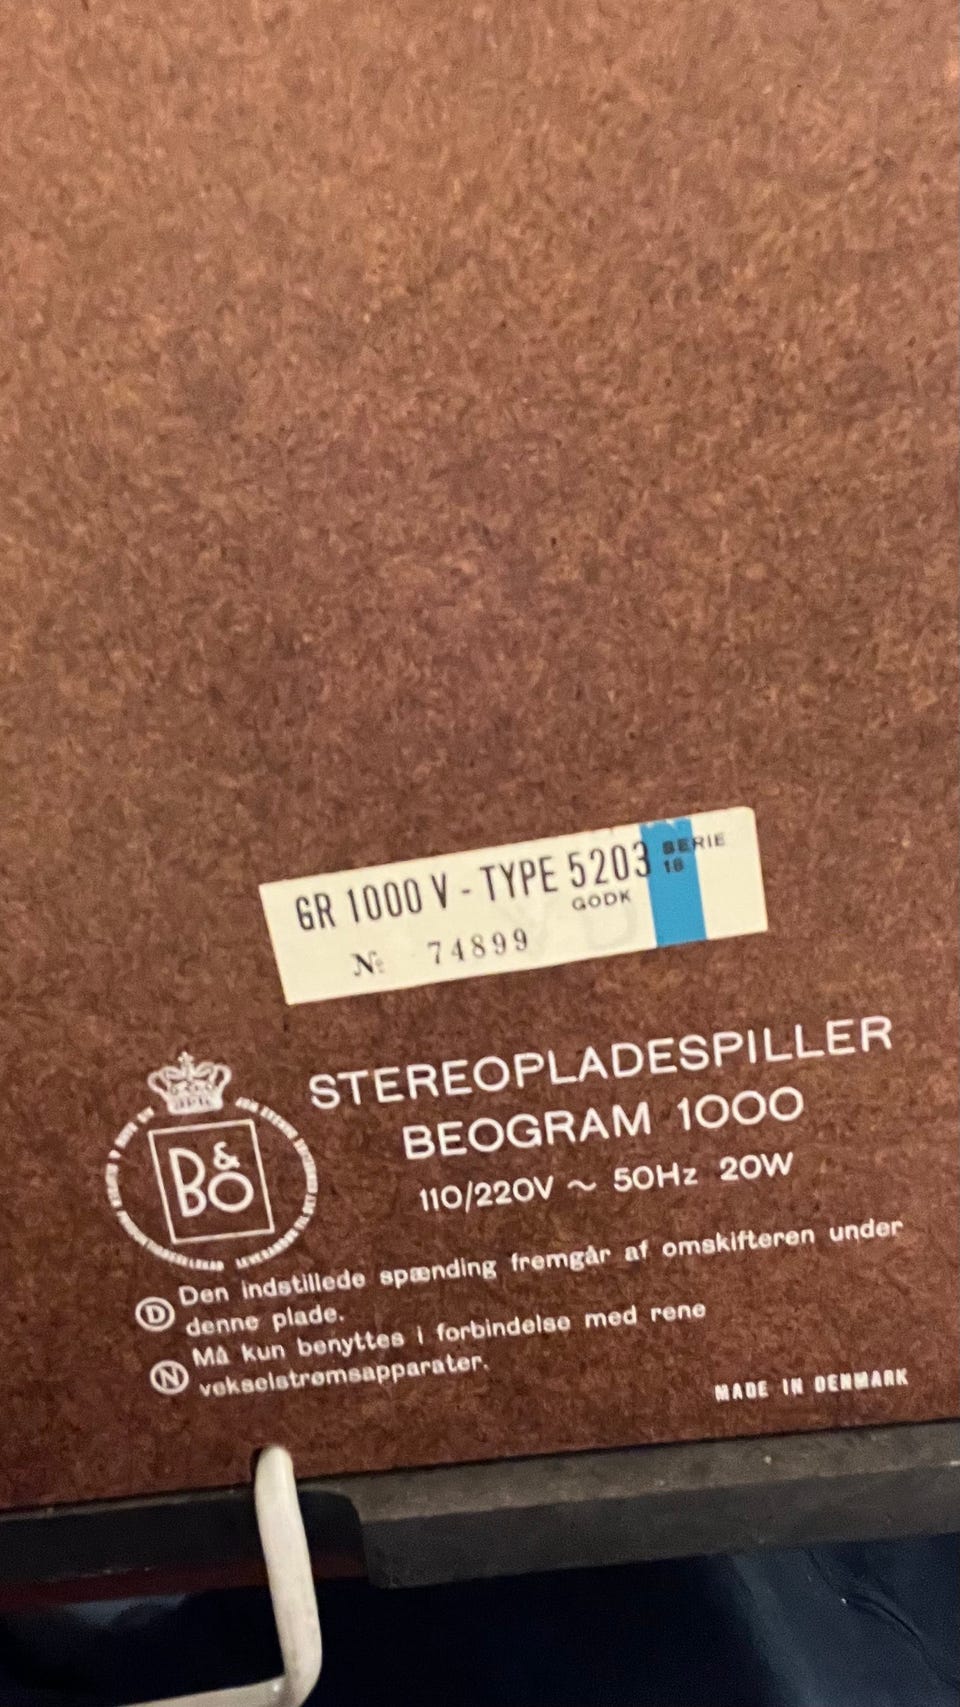 GR 1000 V - TYPE 5203 SERIE
18
GODK
№ 74899
STEREOPLADESPILLER
BEOGRAM 1000
110/220V ~ 50Hz 20W
B&O
Ⓓ Den indstillede spænding fremgår af omskifteren under
denne plade.
Ⓝ Må kun benyttes i forbindelse med rene
vekselstrømsapparater.
MADE IN DENMARK